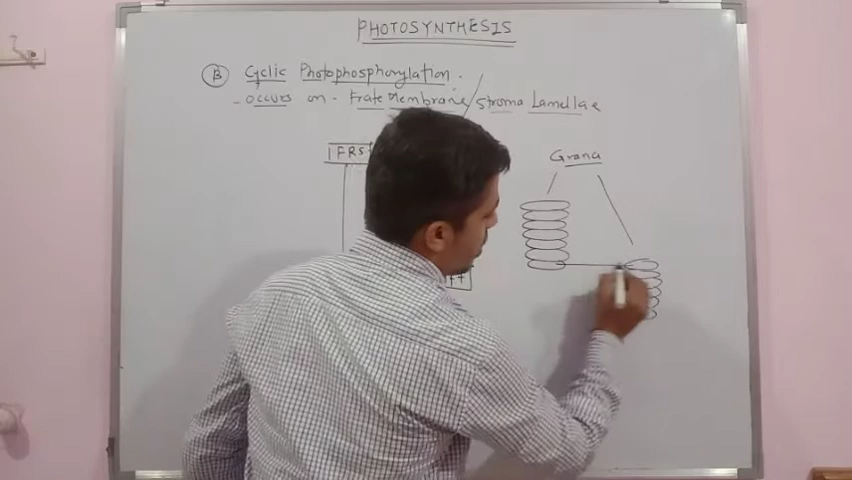 PHOTOSYNTHESIS
B Cyclic Photophosphorylation.
- Occurs on - Frate Membrane / Stroma Lamellae
Grana